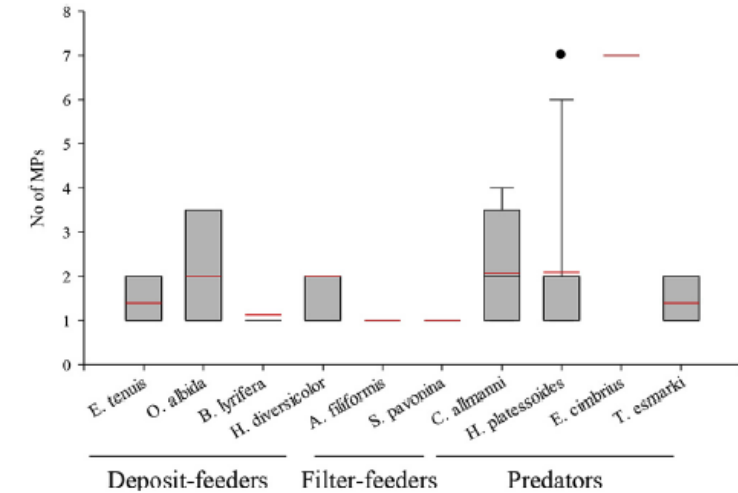 8
7
6
5
4
3
2
1
0
No of MPs
E. tenuis
O. albida
B. lyrifera
H. diversicolor
A. filiformis
S. pavonina
C. allmanni
H. platessoides
E. cimbrius
T. esmarki
Deposit-feeders Filter-feeders Predators